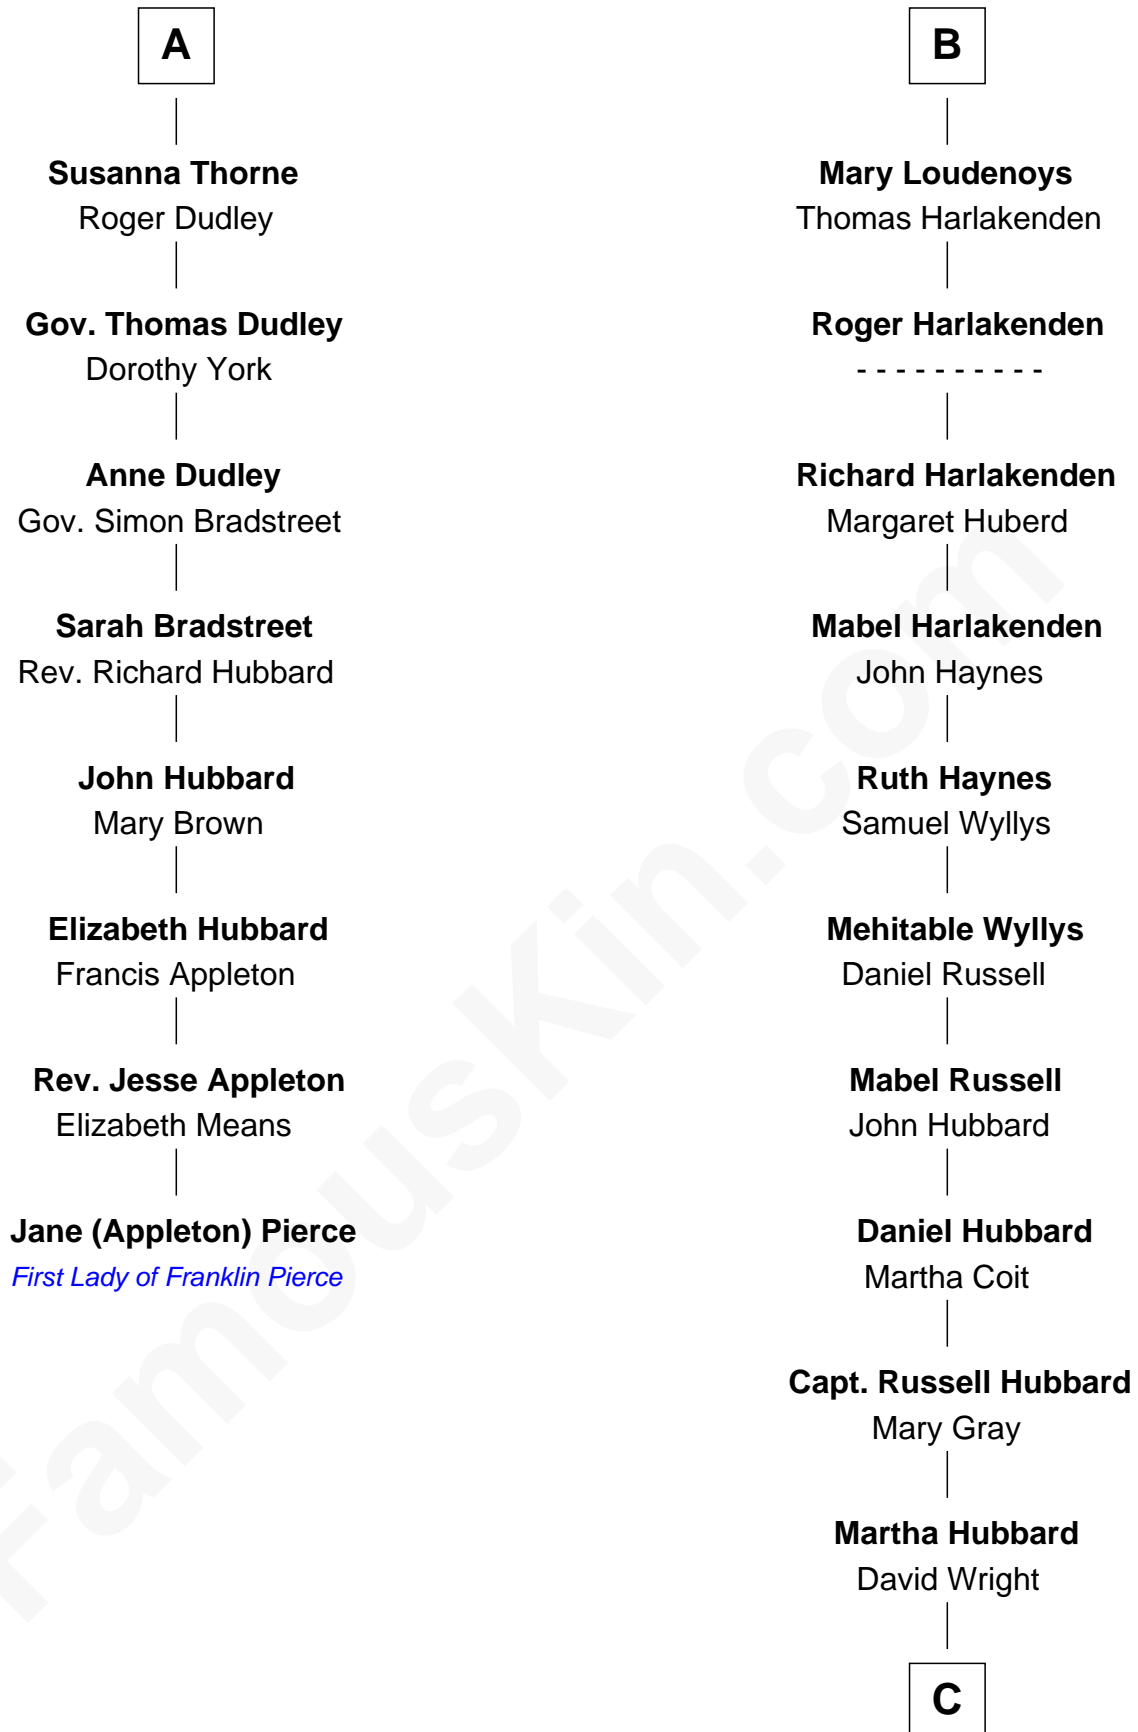 A
Susanna Thorne
Roger Dudley
Gov. Thomas Dudley
Dorothy York
Anne Dudley
Gov. Simon Bradstreet
Sarah Bradstreet
Rev. Richard Hubbard
John Hubbard
Mary Brown
Elizabeth Hubbard
Francis Appleton
Rev. Jesse Appleton
Elizabeth Means
Jane (Appleton) Pierce
First Lady of Franklin Pierce
B
Mary Loudenoys
Thomas Harlakenden
Roger Harlakenden
- - - - - - - - - -
Richard Harlakenden
Margaret Huberd
Mabel Harlakenden
John Haynes
Ruth Haynes
Samuel Wyllys
Mehitable Wyllys
Daniel Russell
Mabel Russell
John Hubbard
Daniel Hubbard
Martha Coit
Capt. Russell Hubbard
Mary Gray
Martha Hubbard
David Wright
C
FamousKin.com